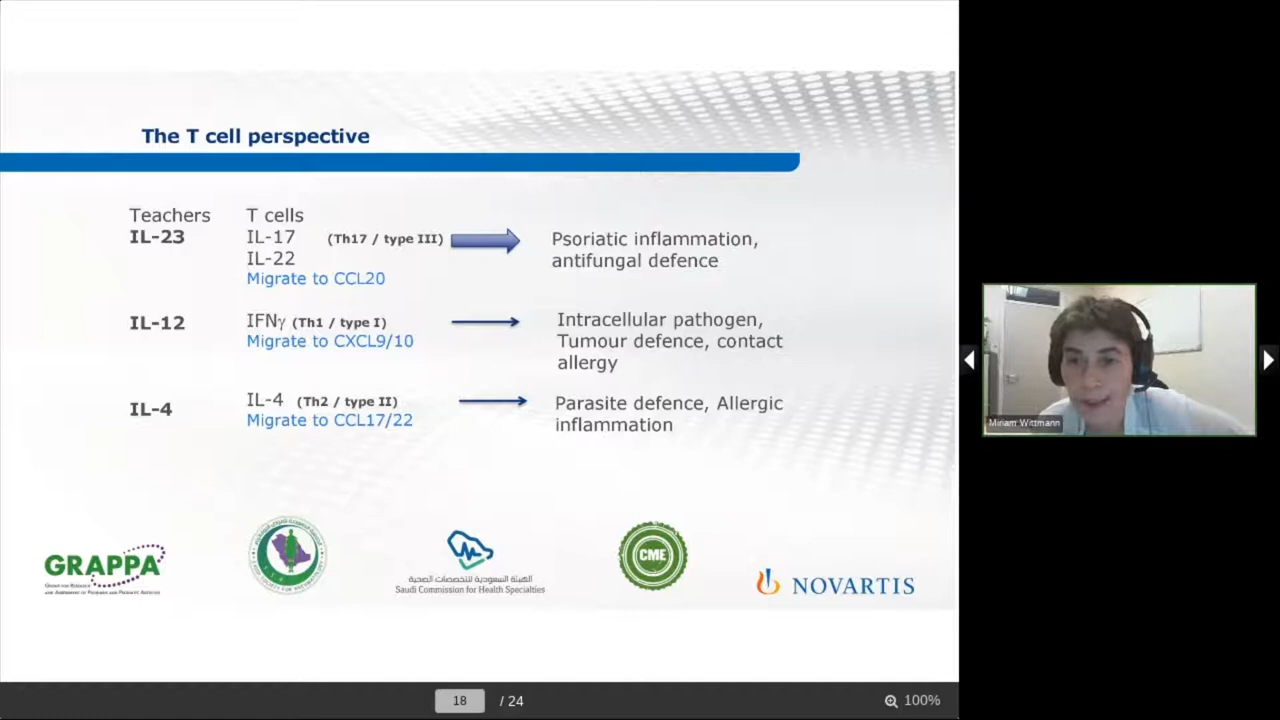 The T cell perspective
Teachers
T cells
IL-23
IL-17 (Th17 / type III)
IL-22
Migrate to CCL20
Psoriatic inflammation,
antifungal defence
IL-12
IFNγ (Th1 / type I)
Migrate to CXCL9/10
Intracellular pathogen,
Tumour defence, contact
allergy
IL-4
IL-4 (Th2 / type II)
Migrate to CCL17/22
Parasite defence, Allergic
inflammation
GRAPPA
الهيئة السعودية للتخصصات الصحية
Saudi Commission for Health Specialties
CME
NOVARTIS
Miriam Wittmann
18 / 24
100%